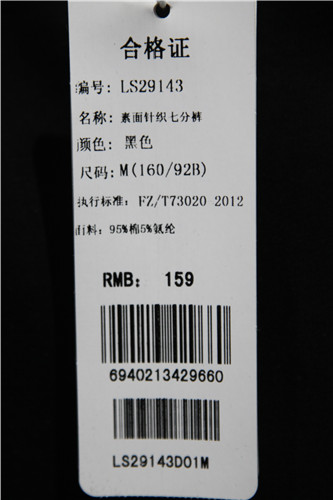 合格证
编号: LS29143
名称: 素面针织七分裤
颜色: 黑色
尺码: M(160/92B)
执行标准: FZ/T73020 2012
面料: 95%棉5%氨纶
RMB: 159
6940213429660
LS29143D01M